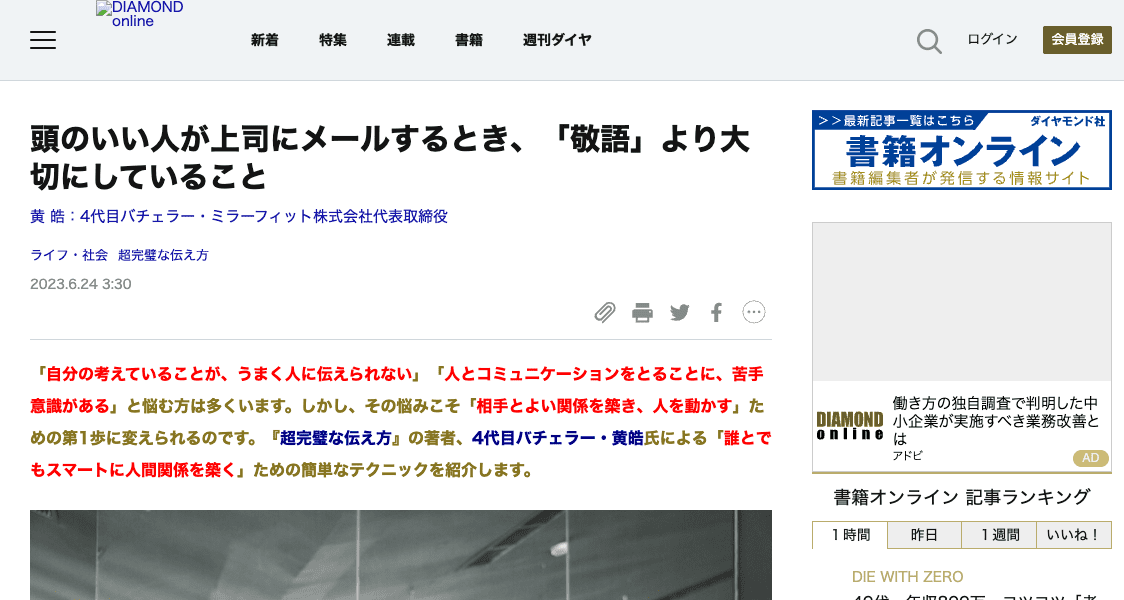 DIAMOND
online
新着
特集
連載
書籍
週刊ダイヤ
ログイン
会員登録
頭のいい人が上司にメールするとき、「敬語」より大
切にしていること
黄 皓：4代目バチェラー・ミラーフィット株式会社代表取締役
ライフ・社会 超完璧な伝え方
2023.6.24 3:30
「自分の考えていることが、うまく人に伝えられない」「人とコミュニケーションをとることに、苦手
意識がある」と悩む方は多くいます。しかし、その悩みこそ「相手とよい関係を築き、人を動かす」た
めの第1歩に変えられるのです。『超完璧な伝え方』の著者、4代目バチェラー・黄皓氏による「誰とで
もスマートに人間関係を築く」ための簡単なテクニックを紹介します。
>>最新記事一覧はこちら
ダイヤモンド社
書籍オンライン
書籍編集者が発信する情報サイト
DIAMOND
online
働き方の独自調査で判明した中
小企業が実施すべき業務改善と
は
アドビ
AD
書籍オンライン 記事ランキング
1時間
昨日
1週間
いいね！
DIE WITH ZERO